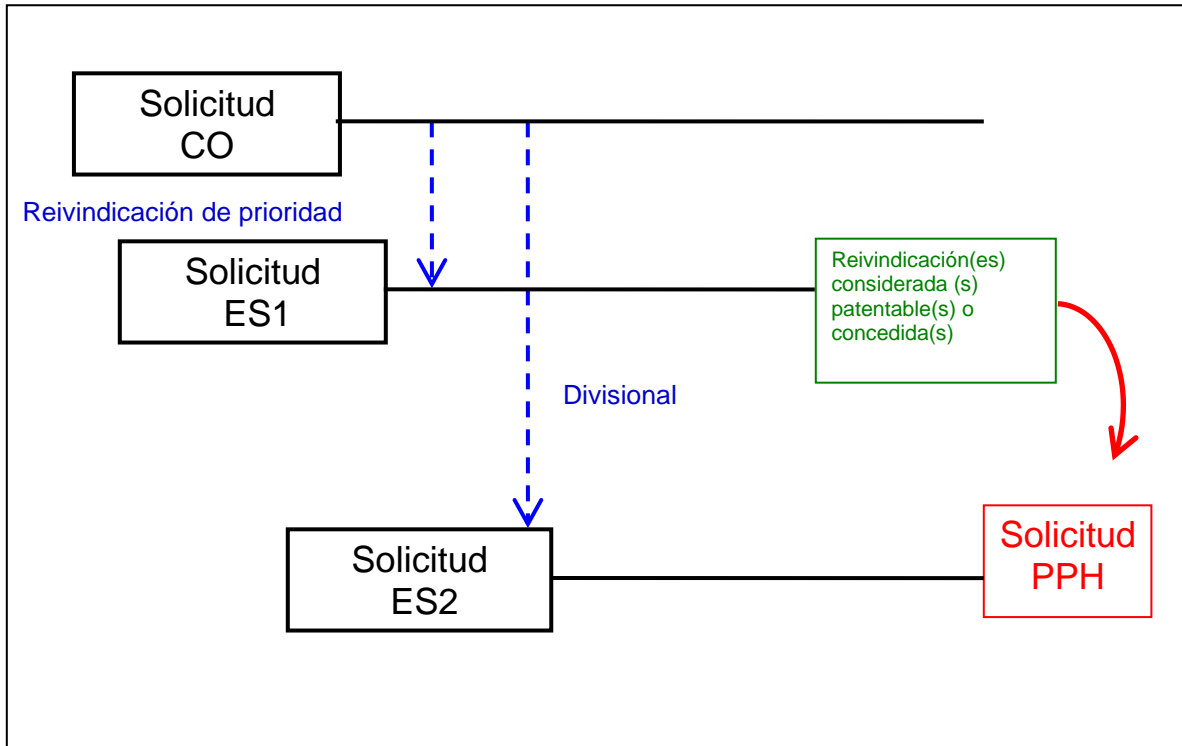 Solicitud
CO
Reivindicación de prioridad
Solicitud
ES1
Reivindicación(es)
considerada (s)
patentable(s) o
concedida(s)
Divisional
Solicitud
ES2
Solicitud
PPH